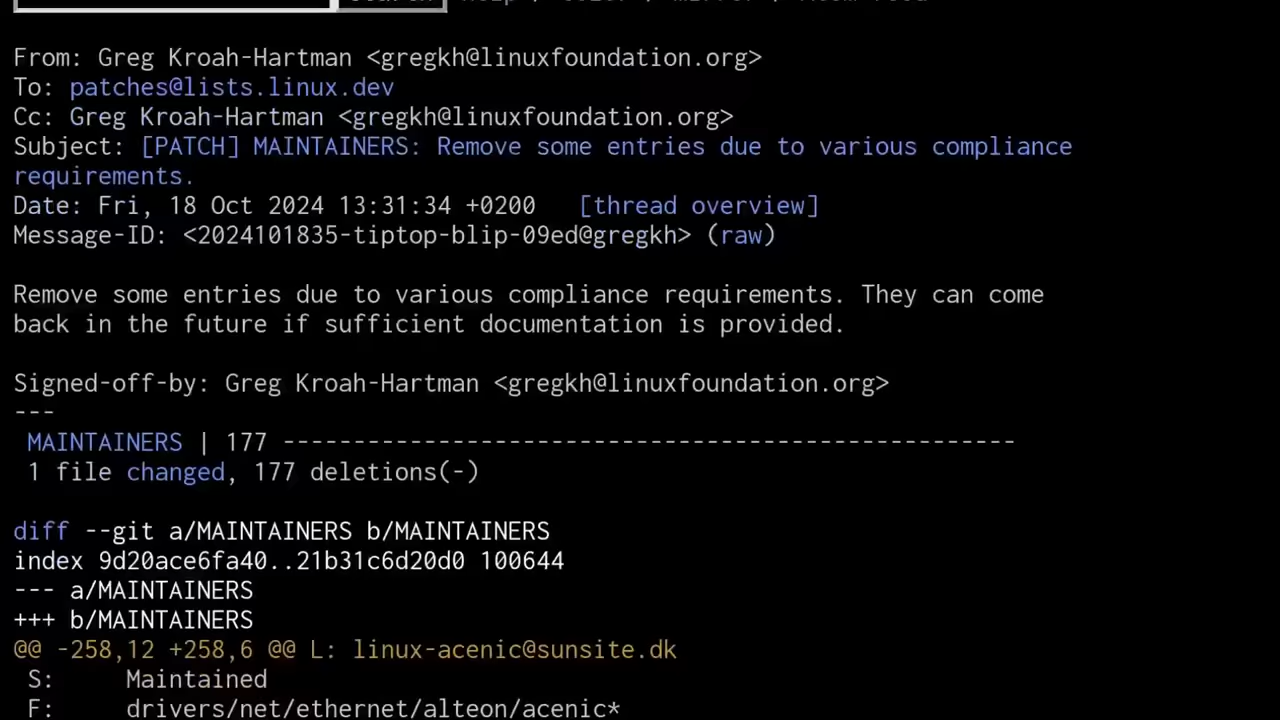 From: Greg Kroah-Hartman <gregkh@linuxfoundation.org>
To: patches@lists.linux.dev
Cc: Greg Kroah-Hartman <gregkh@linuxfoundation.org>
Subject: [PATCH] MAINTAINERS: Remove some entries due to various compliance
requirements.
Date: Fri, 18 Oct 2024 13:31:34 +0200 [thread overview]
Message-ID: <2024101835-tiptop-blip-09ed@gregkh> (raw)
Remove some entries due to various compliance requirements. They can come
back in the future if sufficient documentation is provided.
Signed-off-by: Greg Kroah-Hartman <gregkh@linuxfoundation.org>
---
MAINTAINERS | 177 ----------------------------------------------------
1 file changed, 177 deletions(-)
diff --git a/MAINTAINERS b/MAINTAINERS
index 9d20ace6fa40..21b31c6d20d0 100644
--- a/MAINTAINERS
+++ b/MAINTAINERS
@@ -258,12 +258,6 @@ L: linux-acenic@sunsite.dk
S: Maintained
F: drivers/net/ethernet/alteon/acenic*